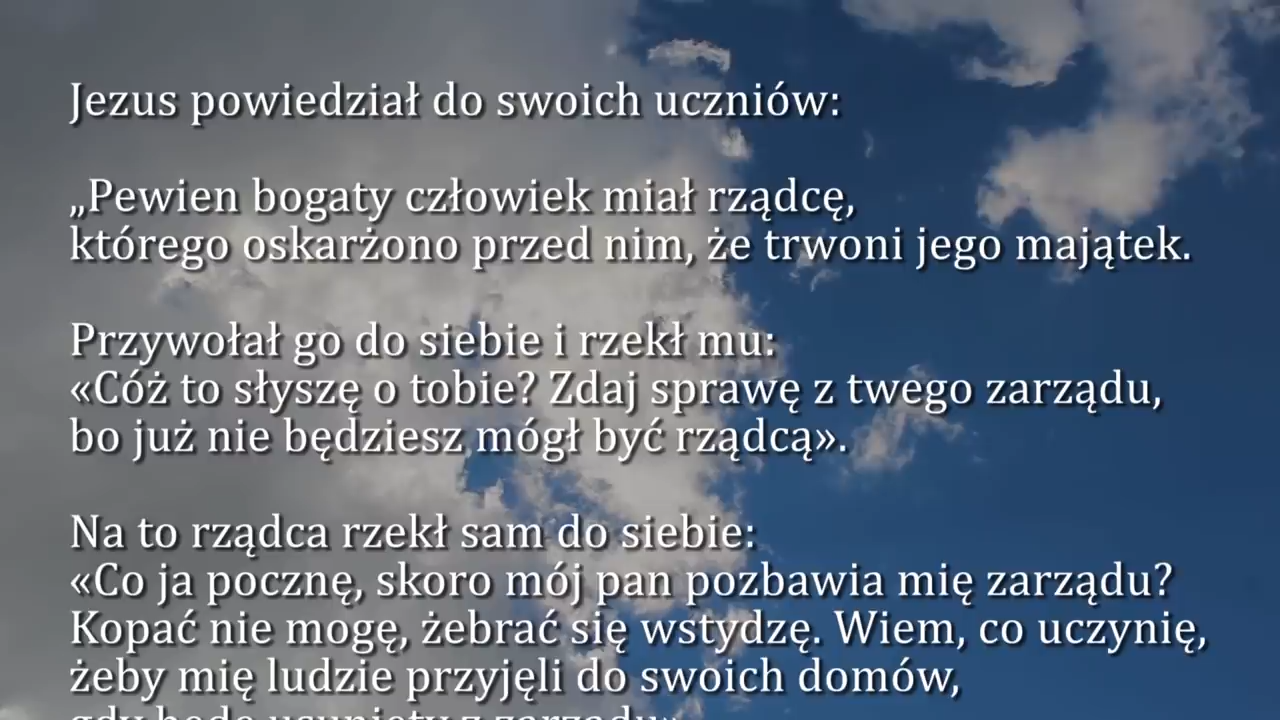 Jezus powiedział do swoich uczniów:
„Pewien bogaty człowiek miał rządcę,
którego oskarżono przed nim, że trwoni jego majątek.
Przywołał go do siebie i rzekł mu:
«Cóż to słyszę o tobie? Zdaj sprawę z twego zarządu,
bo już nie będziesz mógł być rządcą».
Na to rządca rzekł sam do siebie:
«Co ja pocznę, skoro mój pan pozbawia mię zarządu?
Kopać nie mogę, żebrać się wstydzę. Wiem, co uczynię,
żeby mię ludzie przyjęli do swoich domów,